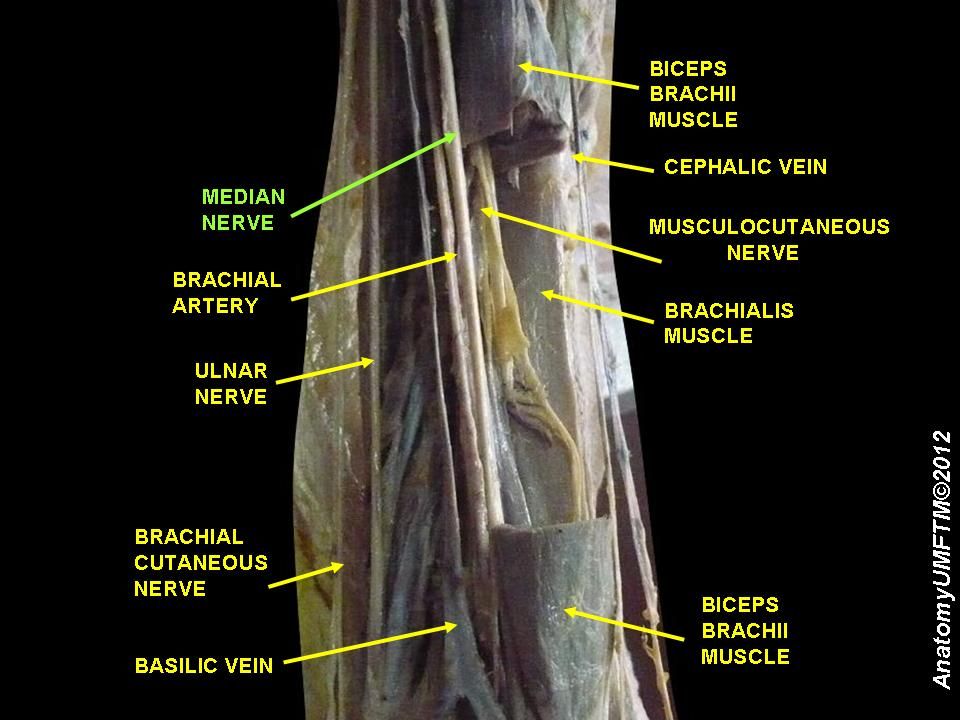 BICEPS
BRACHII
MUSCLE
CEPHALIC VEIN
MEDIAN
NERVE
MUSCULOCUTANEOUS
NERVE
BRACHIAL
ARTERY
BRACHIALIS
MUSCLE
ULNAR
NERVE
BRACHIAL
CUTANEOUS
NERVE
BICEPS
BRACHII
MUSCLE
BASILIC VEIN
AnatomyUMFTM©2012